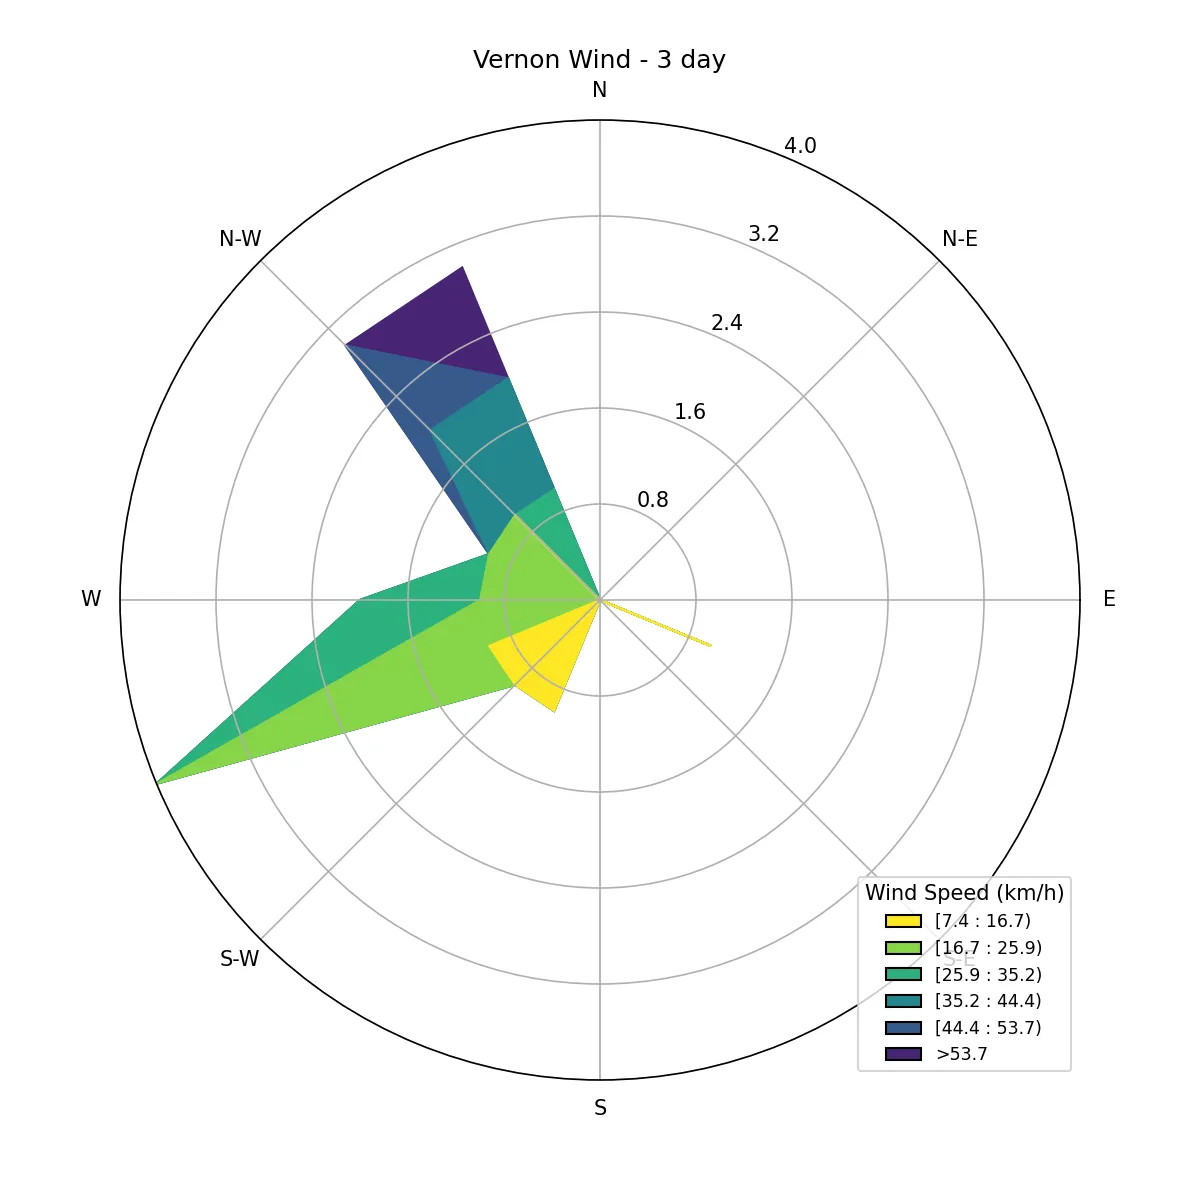 Vernon Wind - 3 day
N
4.0
N-W
3.2
N-E
2.4
1.6
0.8
W
E
S-W
S-E
S
Wind Speed (km/h)
[7.4 : 16.7)
[16.7 : 25.9)
[25.9 : 35.2)
[35.2 : 44.4)
[44.4 : 53.7)
>53.7